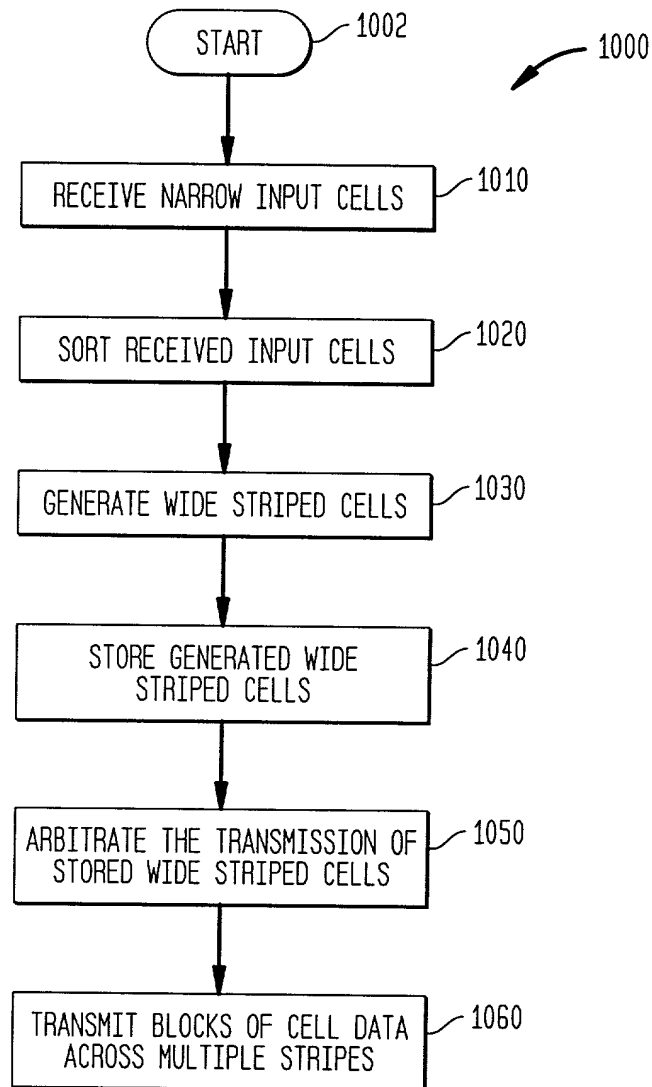 START
1002
1000
RECEIVE NARROW INPUT CELLS
1010
SORT RECEIVED INPUT CELLS
1020
GENERATE WIDE STRIPED CELLS
1030
STORE GENERATED WIDE
STRIPED CELLS
1040
ARBITRATE THE TRANSMISSION OF
STORED WIDE STRIPED CELLS
1050
TRANSMIT BLOCKS OF CELL DATA
ACROSS MULTIPLE STRIPES
1060